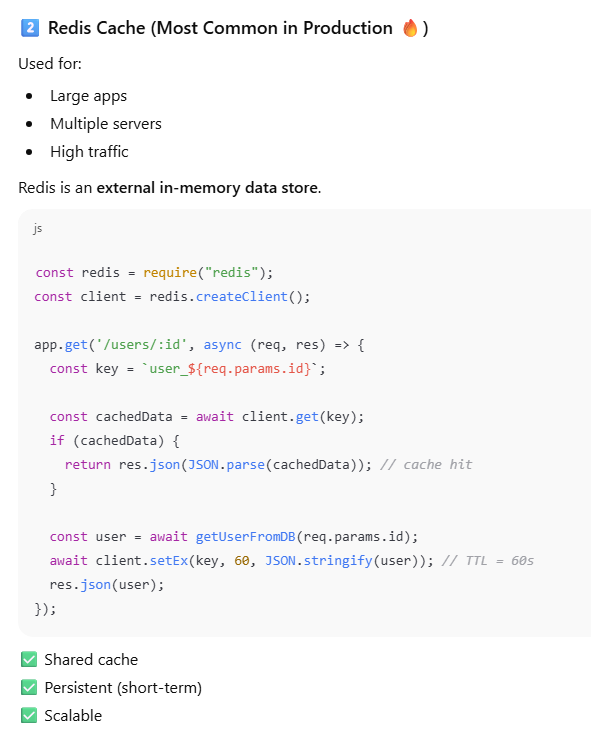 2️⃣ Redis Cache (Most Common in Production 🔥)
Used for:
• Large apps
• Multiple servers
• High traffic
Redis is an external in-memory data store.
js
const redis = require("redis");
const client = redis.createClient();
app.get('/users/:id', async (req, res) => {
  const key = `user_${req.params.id}`;
  const cachedData = await client.get(key);
  if (cachedData) {
    return res.json(JSON.parse(cachedData)); // cache hit
  }
  const user = await getUserFromDB(req.params.id);
  await client.setEx(key, 60, JSON.stringify(user)); // TTL = 60s
  res.json(user);
});
✅ Shared cache
✅ Persistent (short-term)
✅ Scalable